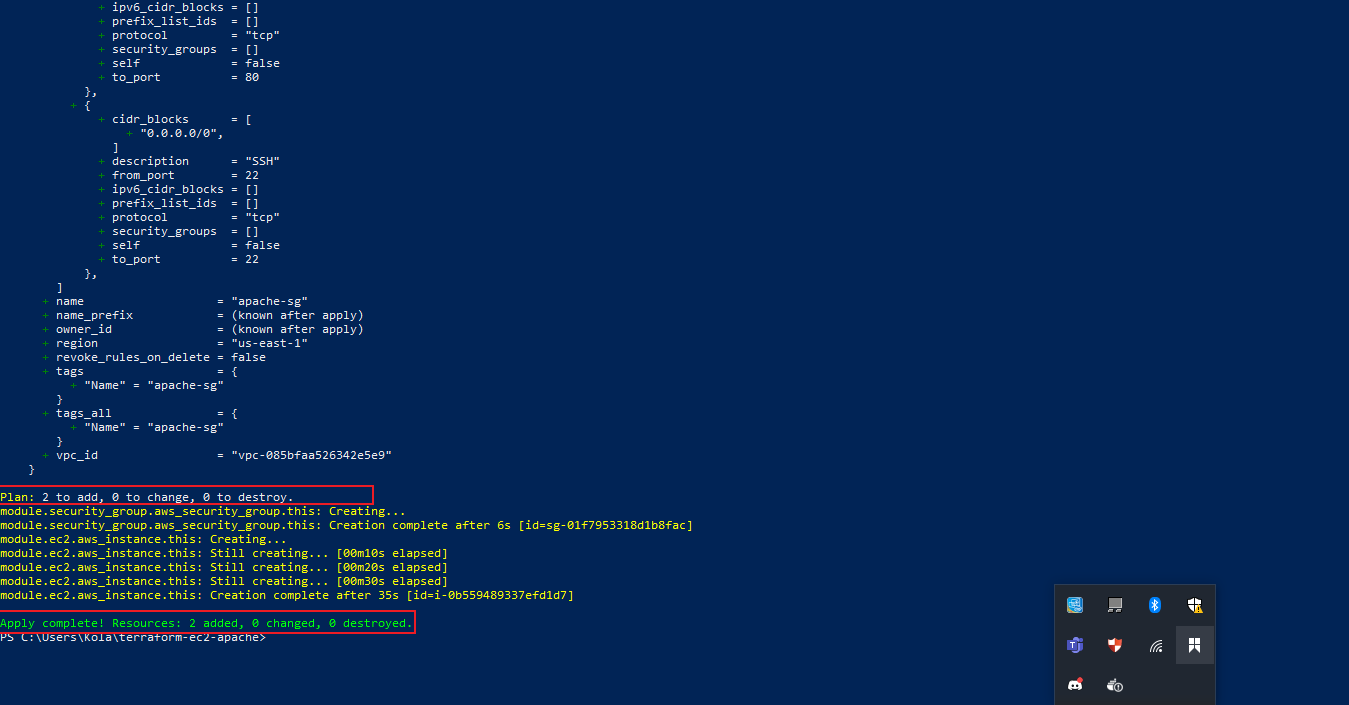 + ipv6_cidr_blocks = []
+ prefix_list_ids  = []
+ protocol         = "tcp"
+ security_groups  = []
+ self             = false
+ to_port          = 80
},
+ {
+ cidr_blocks      = [
+ "0.0.0.0/0",
]
+ description      = "SSH"
+ from_port        = 22
+ ipv6_cidr_blocks = []
+ prefix_list_ids  = []
+ protocol         = "tcp"
+ security_groups  = []
+ self             = false
+ to_port          = 22
},
]
+ name                   = "apache-sg"
+ name_prefix            = (known after apply)
+ owner_id               = (known after apply)
+ region                 = "us-east-1"
+ revoke_rules_on_delete = false
+ tags                   = {
+ "Name" = "apache-sg"
}
+ tags_all               = {
+ "Name" = "apache-sg"
}
+ vpc_id                 = "vpc-085bfaa526342e5e9"
}
Plan: 2 to add, 0 to change, 0 to destroy.
module.security_group.aws_security_group.this: Creating...
module.security_group.aws_security_group.this: Creation complete after 6s [id=sg-01f7953318d1b8fac]
module.ec2.aws_instance.this: Creating...
module.ec2.aws_instance.this: Still creating... [00m10s elapsed]
module.ec2.aws_instance.this: Still creating... [00m20s elapsed]
module.ec2.aws_instance.this: Still creating... [00m30s elapsed]
module.ec2.aws_instance.this: Creation complete after 35s [id=i-0b559489337efd1d7]
Apply complete! Resources: 2 added, 0 changed, 0 destroyed.
PS C:\Users\Kola\terraform-ec2-apache>